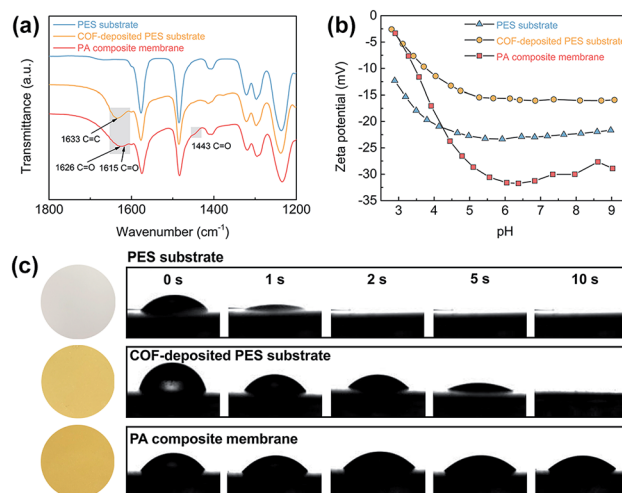 (a)
PES substrate
COF-deposited PES substrate
PA composite membrane
Transmittance (a.u.)
1633 C=C
1626 C=O
1615 C=O
1443 C=O
1800
1600
1400
1200
Wavenumber (cm⁻¹)
(b)
0
-5
-10
-15
-20
-25
-30
-35
Zeta potential (mV)
PES substrate
COF-deposited PES substrate
PA composite membrane
3
4
5
6
7
8
9
pH
(c)
PES substrate
0 s
1 s
2 s
5 s
10 s
COF-deposited PES substrate
PA composite membrane